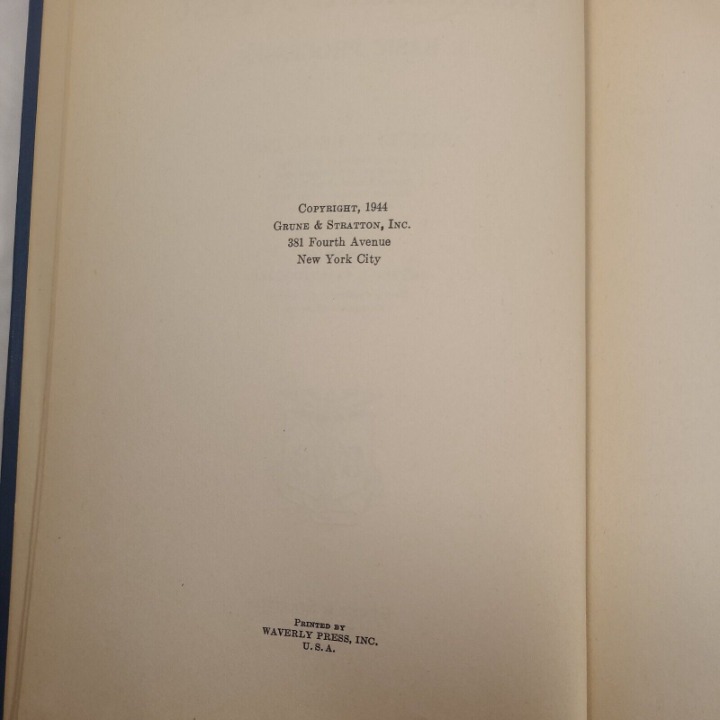 COPYRIGHT, 1944
GRUNE & STRATTON, INC.
381 Fourth Avenue
New York City
PRINTED BY
WAVERLY PRESS, INC.
U.S.A.